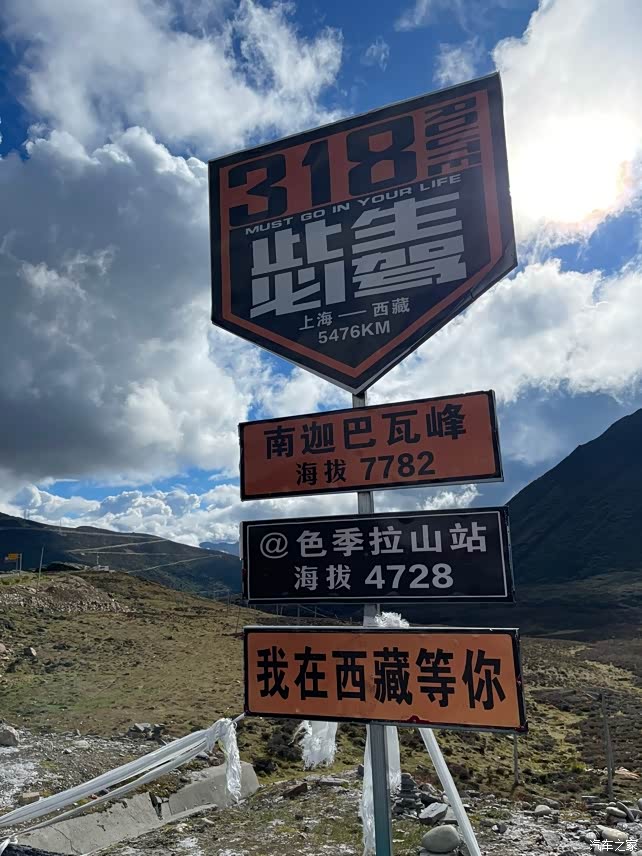 318
ROUTE
MUST GO IN YOUR LIFE
此生
必驾
上海 — 西藏
5476KM
南迦巴瓦峰
海拔 7782
@色季拉山站
海拔 4728
我在西藏等你
汽车之家